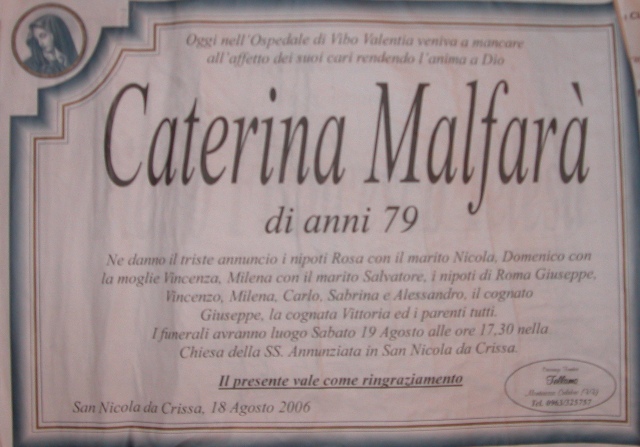 Oggi nell'Ospedale di Vibo Valentia veniva a mancare
all'affetto dei suoi cari rendendo l'anima a Dio
Caterina Malfarà
di anni 79
Ne danno il triste annuncio i nipoti Rosa con il marito Nicola, Domenico con
la moglie Vincenza, Milena con il marito Salvatore, i nipoti di Roma Giuseppe,
Vincenzo, Milena, Carlo, Sabrina e Alessandro, il cognato
Giuseppe, la cognata Vittoria ed i parenti tutti.
I funerali avranno luogo Sabato 19 Agosto alle ore 17,30 nella
Chiesa della SS. Annunziata in San Nicola da Crissa.
Il presente vale come ringraziamento
San Nicola da Crissa, 18 Agosto 2006
Tel. 0963/325757